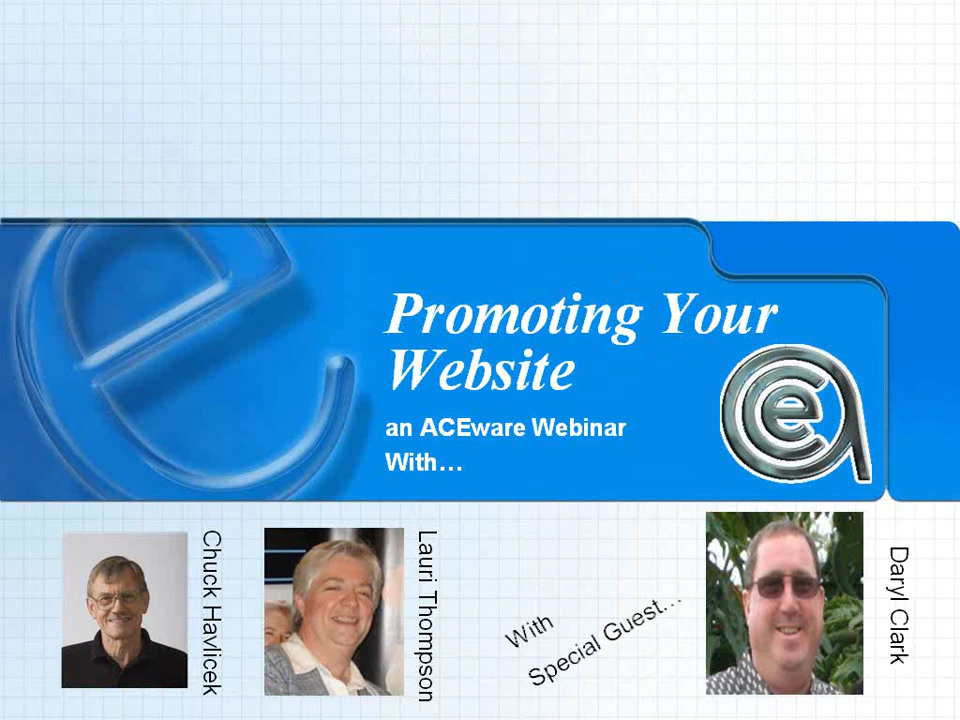 Promoting Your
Website
an ACEware Webinar
With...
Chuck Havlicek
Lauri Thompson
With
Special Guest...
Daryl Clark